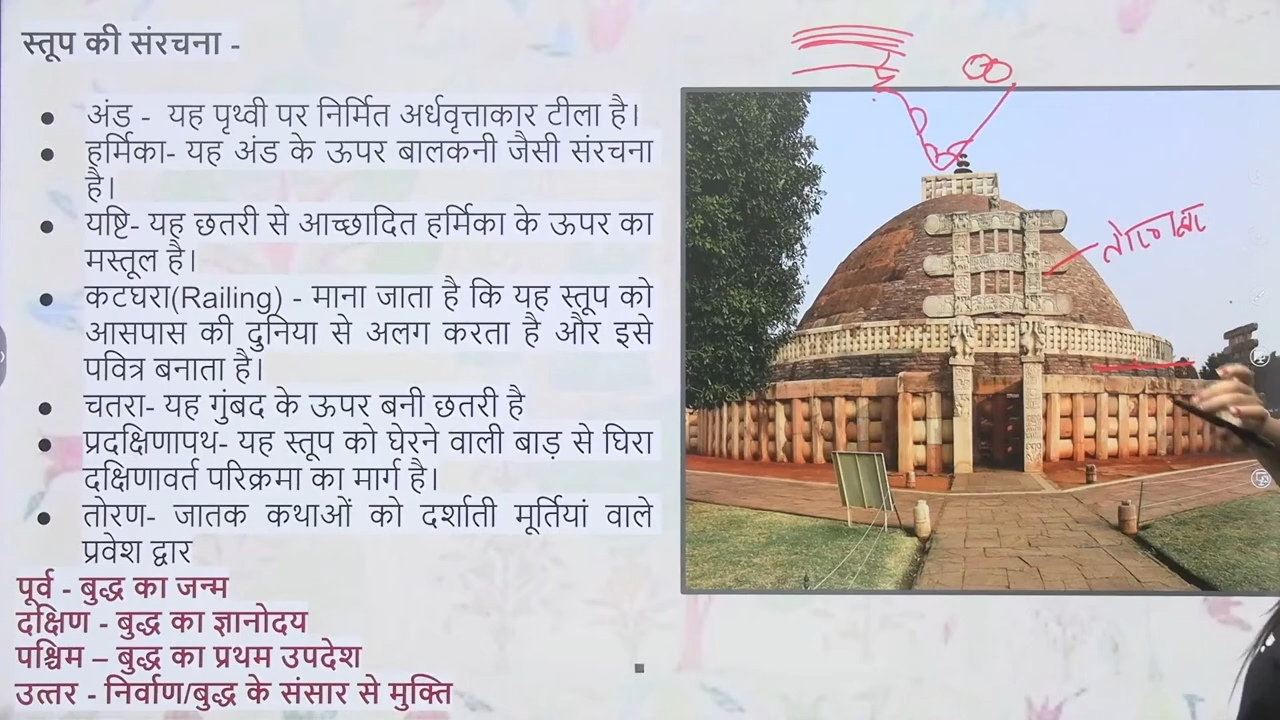 स्तूप की संरचना -
अंड - यह पृथ्वी पर निर्मित अर्धवृत्ताकार टीला है।
हर्मिका- यह अंड के ऊपर बालकनी जैसी संरचना
है।
यष्टि- यह छतरी से आच्छादित हर्मिका के ऊपर का
मस्तूल है।
कटघरा(Railing) - माना जाता है कि यह स्तूप को
आसपास की दुनिया से अलग करता है और इसे
पवित्र बनाता है।
चतरा- यह गुंबद के ऊपर बनी छतरी है
प्रदक्षिणापथ- यह स्तूप को घेरने वाली बाड़ से घिरा
दक्षिणावर्त परिक्रमा का मार्ग है।
तोरण- जातक कथाओं को दर्शाती मूर्तियां वाले
प्रवेश द्वार
पूर्व - बुद्ध का जन्म
दक्षिण - बुद्ध का ज्ञानोदय
पश्चिम – बुद्ध का प्रथम उपदेश
उत्तर - निर्वाण/बुद्ध के संसार से मुक्ति